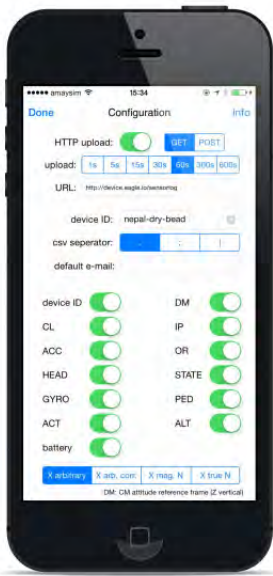 amaysim 15:34
Done Configuration Info
HTTP upload: GET POST
upload: 1s 5s 15s 30s 60s 300s 600s
URL: http://device.eagle.io/sensorlog
device ID: nepal-dry-bead
csv seperator: , ; |
default e-mail:
device ID DM
CL IP
ACC OR
HEAD STATE
GYRO PED
ACT ALT
battery
X arbitrary X arb. corr. X mag. N X true N
DM: CM attitude reference frame (Z vertical)